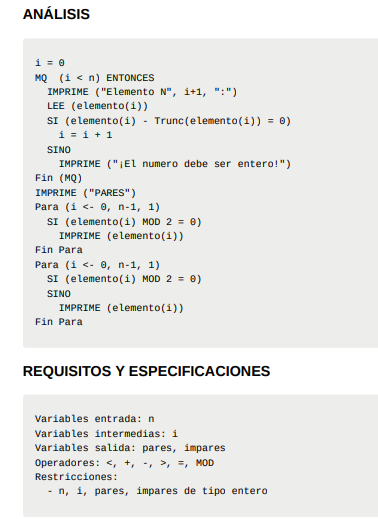 ANÁLISIS
i = 0
MQ  (i < n) ENTONCES
  IMPRIME ("Elemento N", i+1, ":")
  LEE (elemento(i))
  SI (elemento(i) - Trunc(elemento(i)) = 0)
    i = i + 1
  SINO
    IMPRIME ("¡El numero debe ser entero!")
Fin (MQ)
IMPRIME ("PARES")
Para (i <- 0, n-1, 1)
  SI (elemento(i) MOD 2 = 0)
    IMPRIME (elemento(i))
Fin Para
Para (i <- 0, n-1, 1)
  SI (elemento(i) MOD 2 = 0)
  SINO
    IMPRIME (elemento(i))
Fin Para
REQUISITOS Y ESPECIFICACIONES
Variables entrada: n
Variables intermedias: i
Variables salida: pares, impares
Operadores: <, +, -, >, =, MOD
Restricciones:
  - n, i, pares, impares de tipo entero